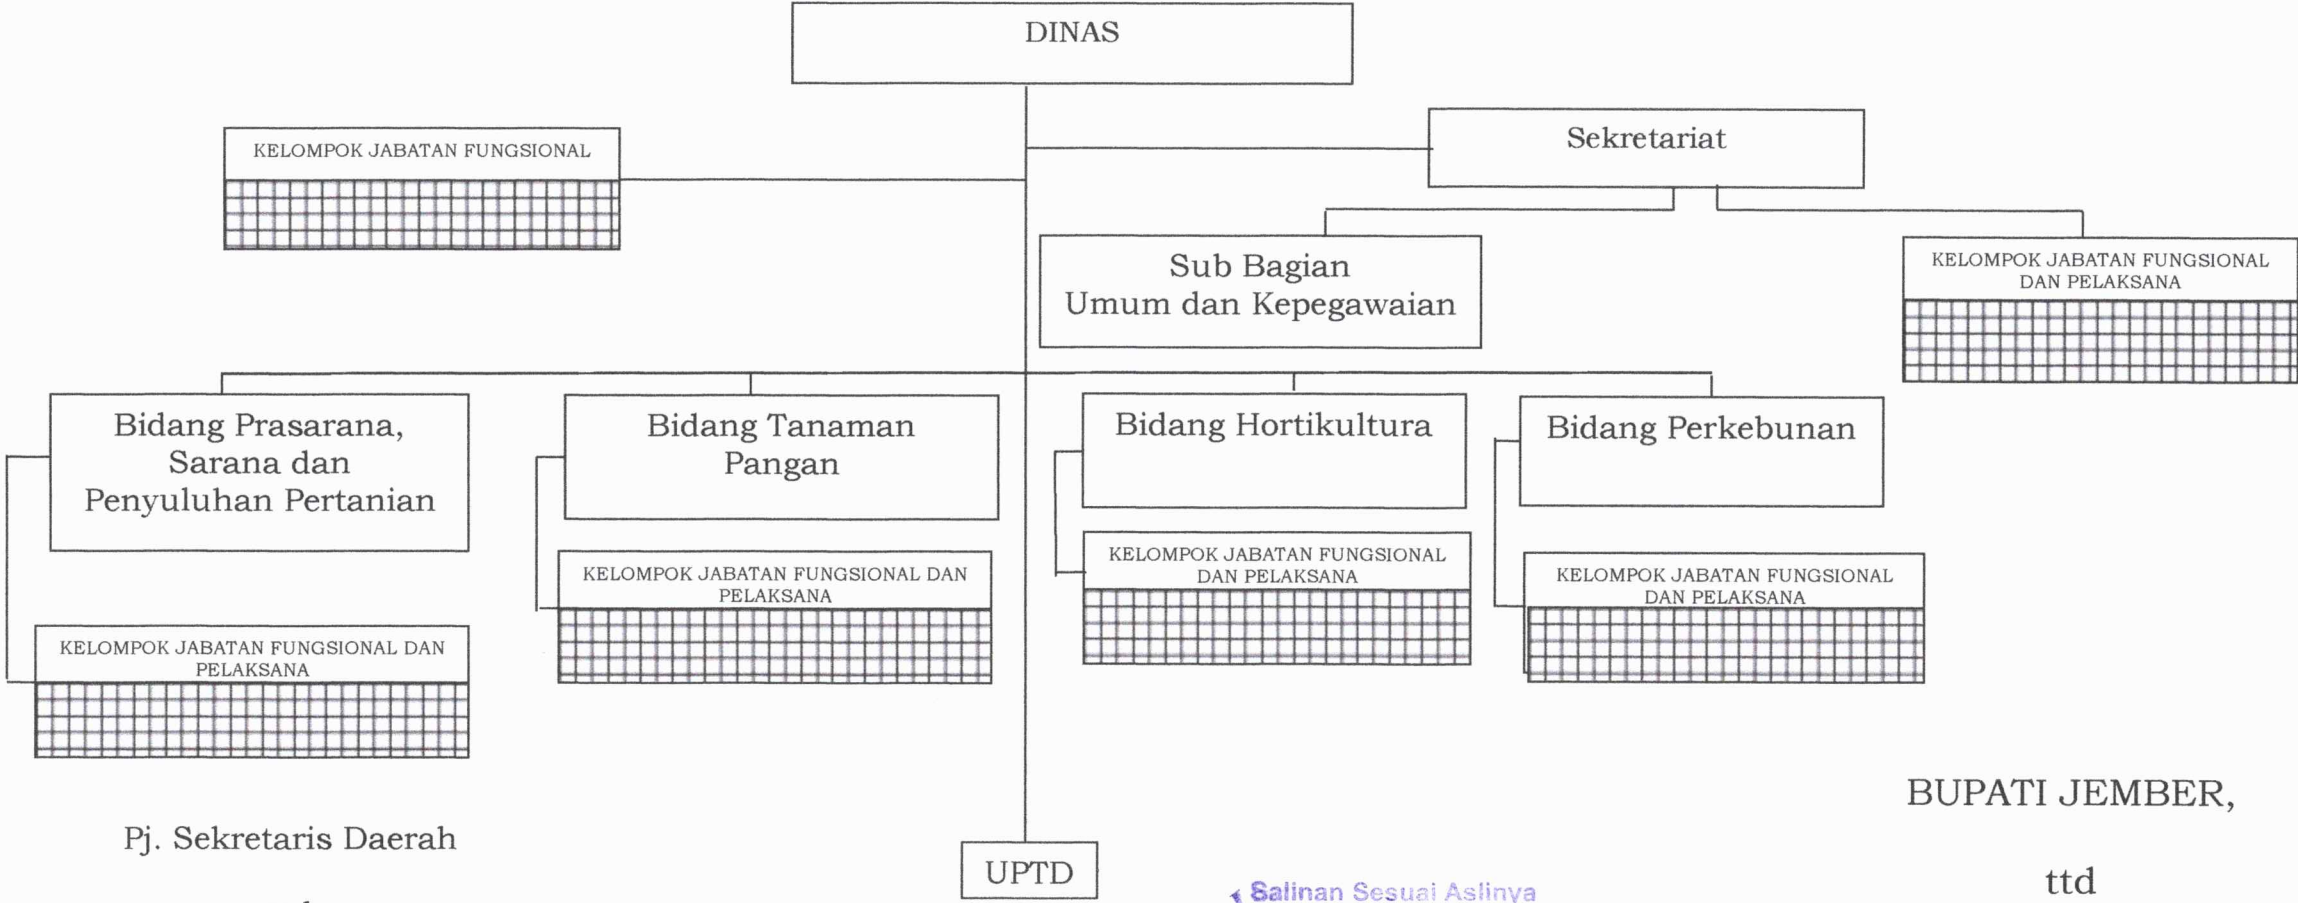 DINAS
KELOMPOK JABATAN FUNGSIONAL
Sekretariat
Sub Bagian
Umum dan Kepegawaian
KELOMPOK JABATAN FUNGSIONAL
DAN PELAKSANA
Bidang Prasarana,
Sarana dan
Penyuluhan Pertanian
Bidang Tanaman
Pangan
Bidang Hortikultura
Bidang Perkebunan
KELOMPOK JABATAN FUNGSIONAL DAN
PELAKSANA
KELOMPOK JABATAN FUNGSIONAL DAN
PELAKSANA
KELOMPOK JABATAN FUNGSIONAL
DAN PELAKSANA
KELOMPOK JABATAN FUNGSIONAL
DAN PELAKSANA
Pj. Sekretaris Daerah
UPTD
BUPATI JEMBER,
ttd
Salinan Sesuai Aslinya